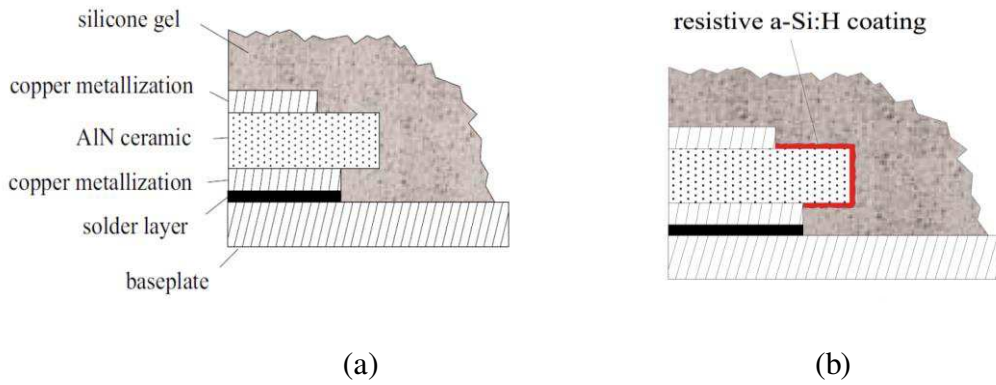 silicone gel
copper metallization
AlN ceramic
copper metallization
solder layer
baseplate
(a)
resistive a-Si:H coating
(b)